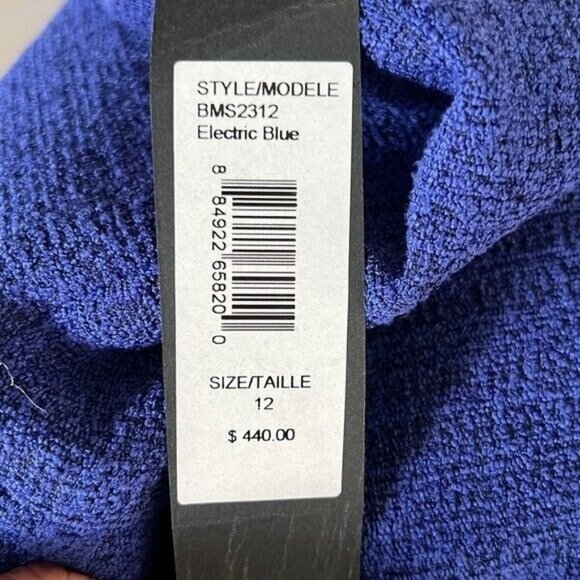 STYLE/MODELE
BMS2312
Electric Blue
8 84922 65820 0
SIZE/TAILLE
12
$ 440.00